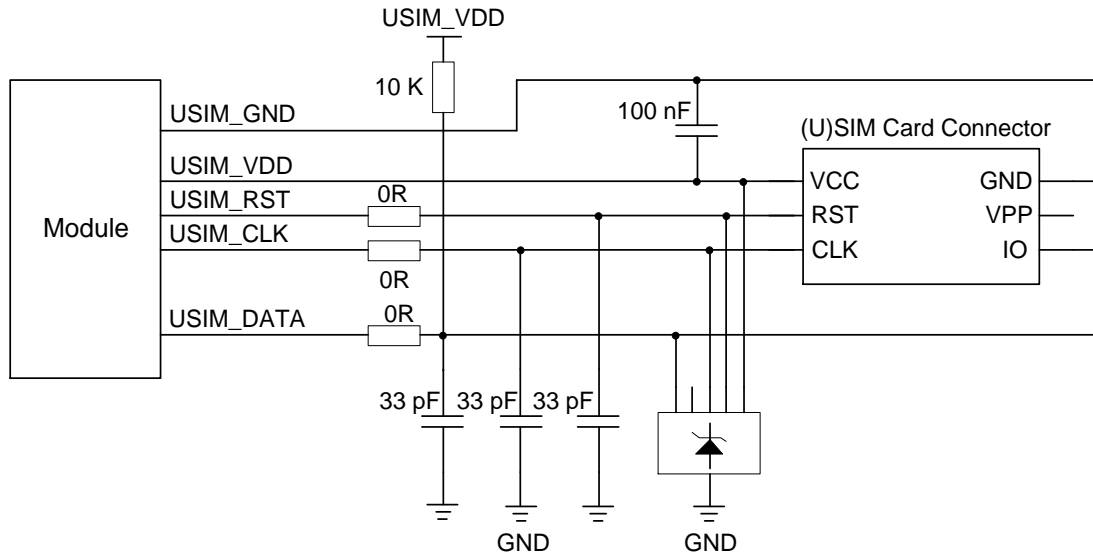 USIM_VDD
10 K
USIM_GND
100 nF
(U)SIM Card Connector
USIM_VDD
VCC
GND
USIM_RST
0R
RST
VPP
Module
USIM_CLK
CLK
IO
0R
USIM_DATA
0R
33 pF
33 pF
33 pF
GND
GND